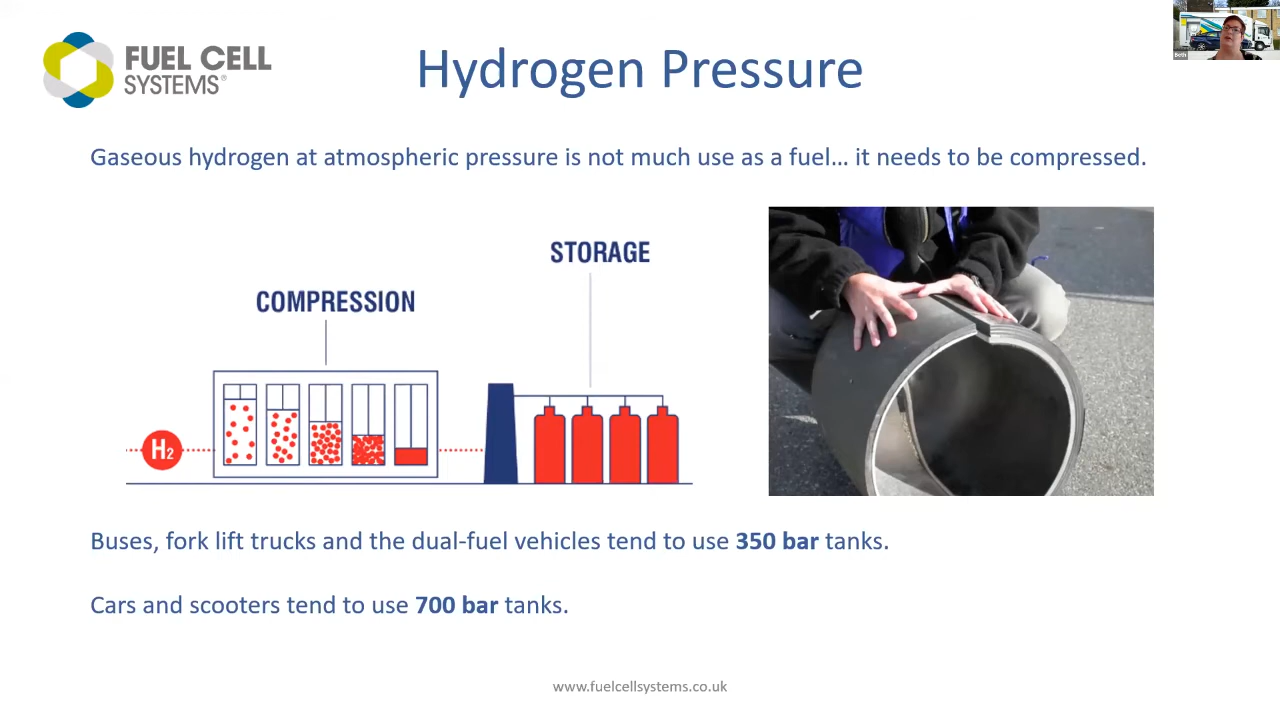 FUEL CELL
SYSTEMS®
Hydrogen Pressure
Beth
Gaseous hydrogen at atmospheric pressure is not much use as a fuel… it needs to be compressed.
STORAGE
COMPRESSION
H2
Buses, fork lift trucks and the dual-fuel vehicles tend to use 350 bar tanks.
Cars and scooters tend to use 700 bar tanks.
www.fuelcellsystems.co.uk